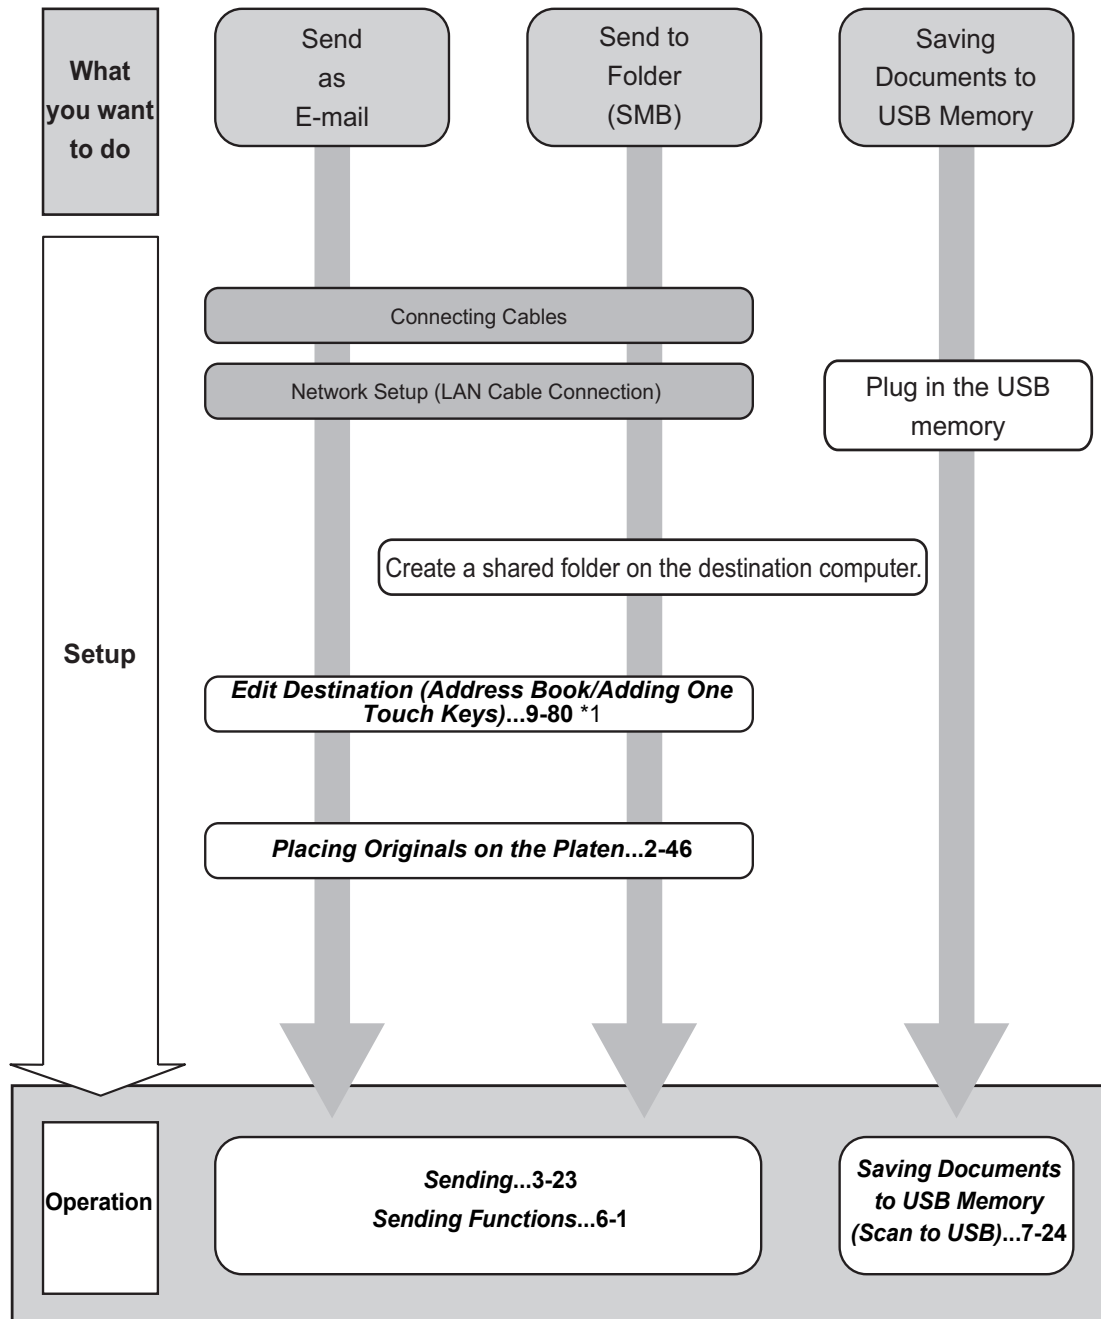 What
you want
to do
Send
as
E-mail
Send to
Folder
(SMB)
Saving
Documents to
USB Memory
Setup
Connecting Cables
Network Setup (LAN Cable Connection)
Plug in the USB
memory
Create a shared folder on the destination computer.
Edit Destination (Address Book/Adding One
Touch Keys)...9-80 *1
Placing Originals on the Platen...2-46
Operation
Sending...3-23
Sending Functions...6-1
Saving Documents
to USB Memory
(Scan to USB)...7-24